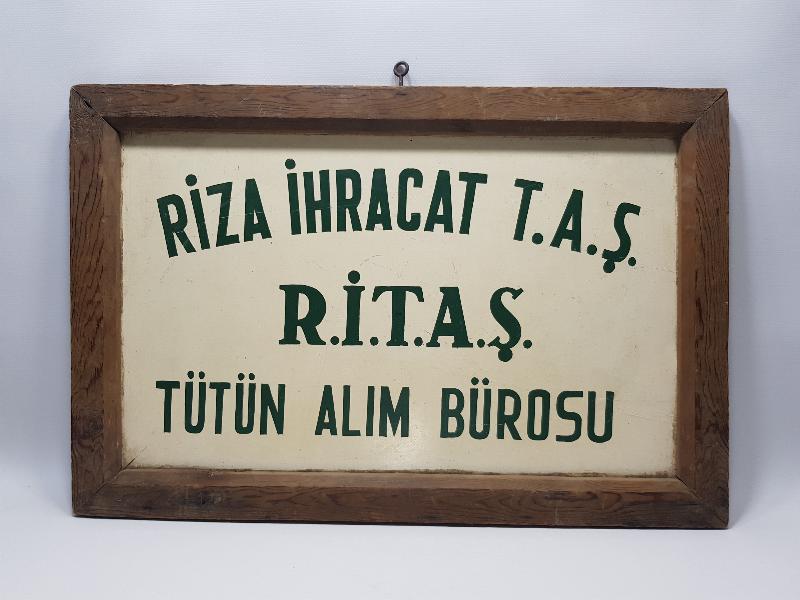 RİZA İHRACAT T.A.Ş.
R.İ.T.A.Ş.
TÜTÜN ALIM BÜROSU